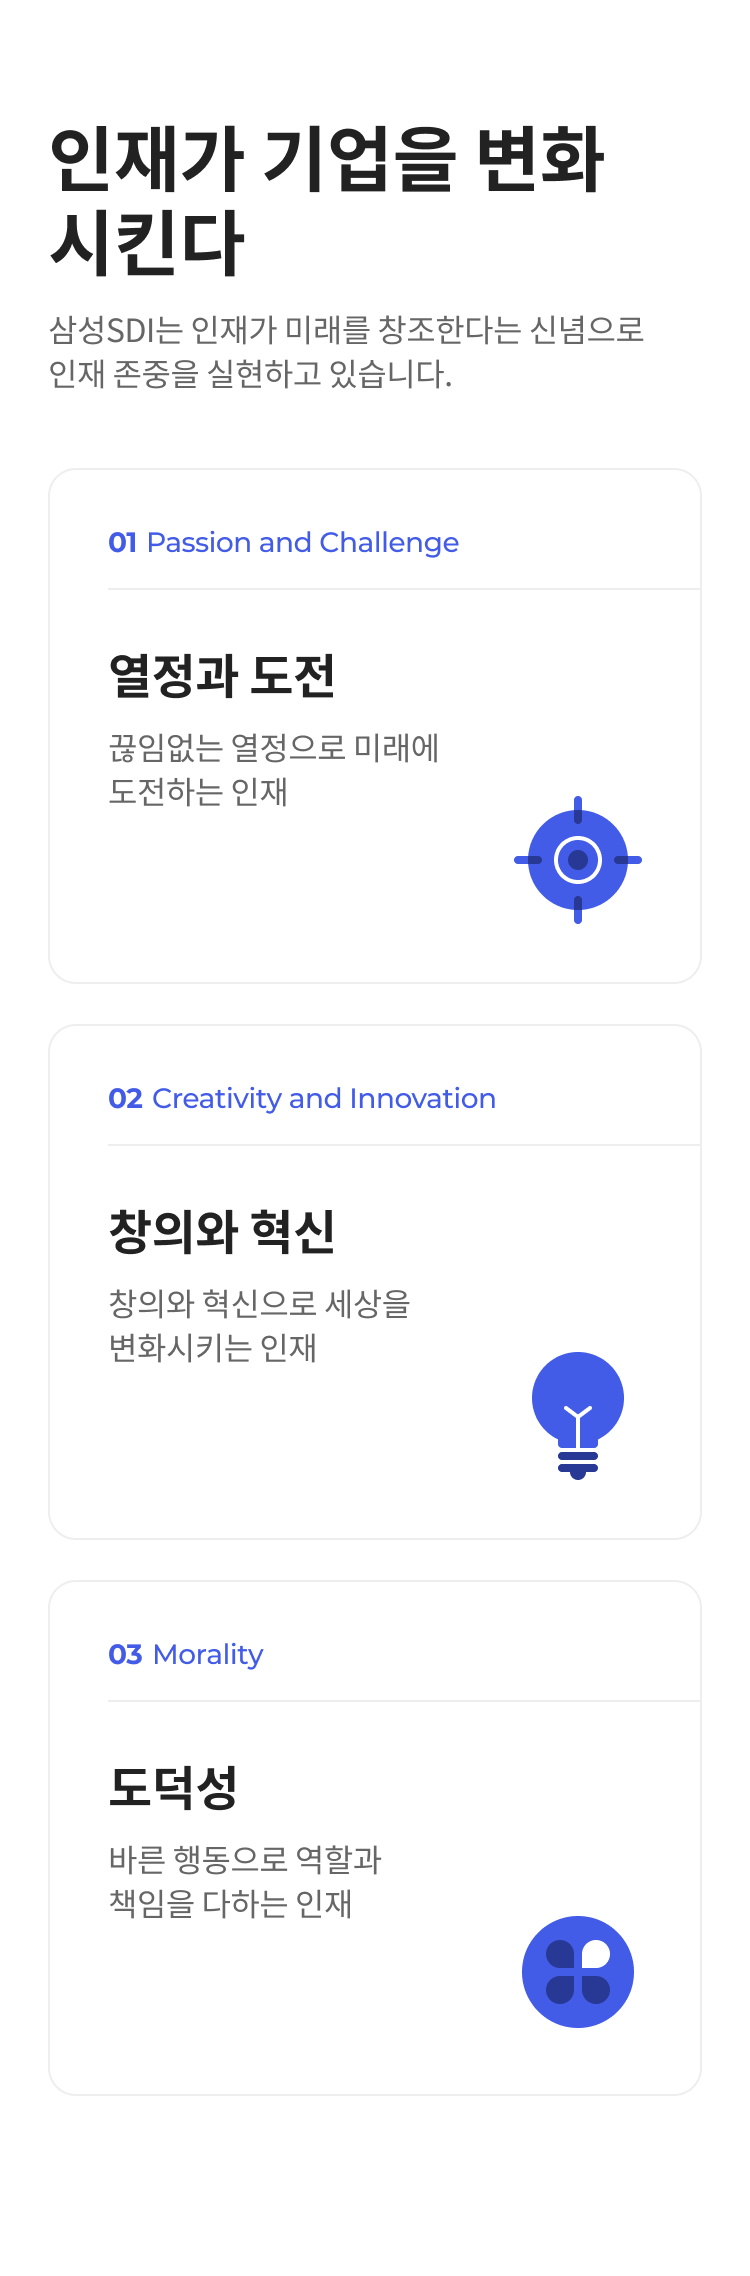 인재가 기업을 변화
시킨다
삼성SDI는 인재가 미래를 창조한다는 신념으로
인재 존중을 실현하고 있습니다.
01 Passion and Challenge
열정과 도전
끊임없는 열정으로 미래에
도전하는 인재
02 Creativity and Innovation
창의와 혁신
창의와 혁신으로 세상을
변화시키는 인재
03 Morality
도덕성
바른 행동으로 역할과
책임을 다하는 인재